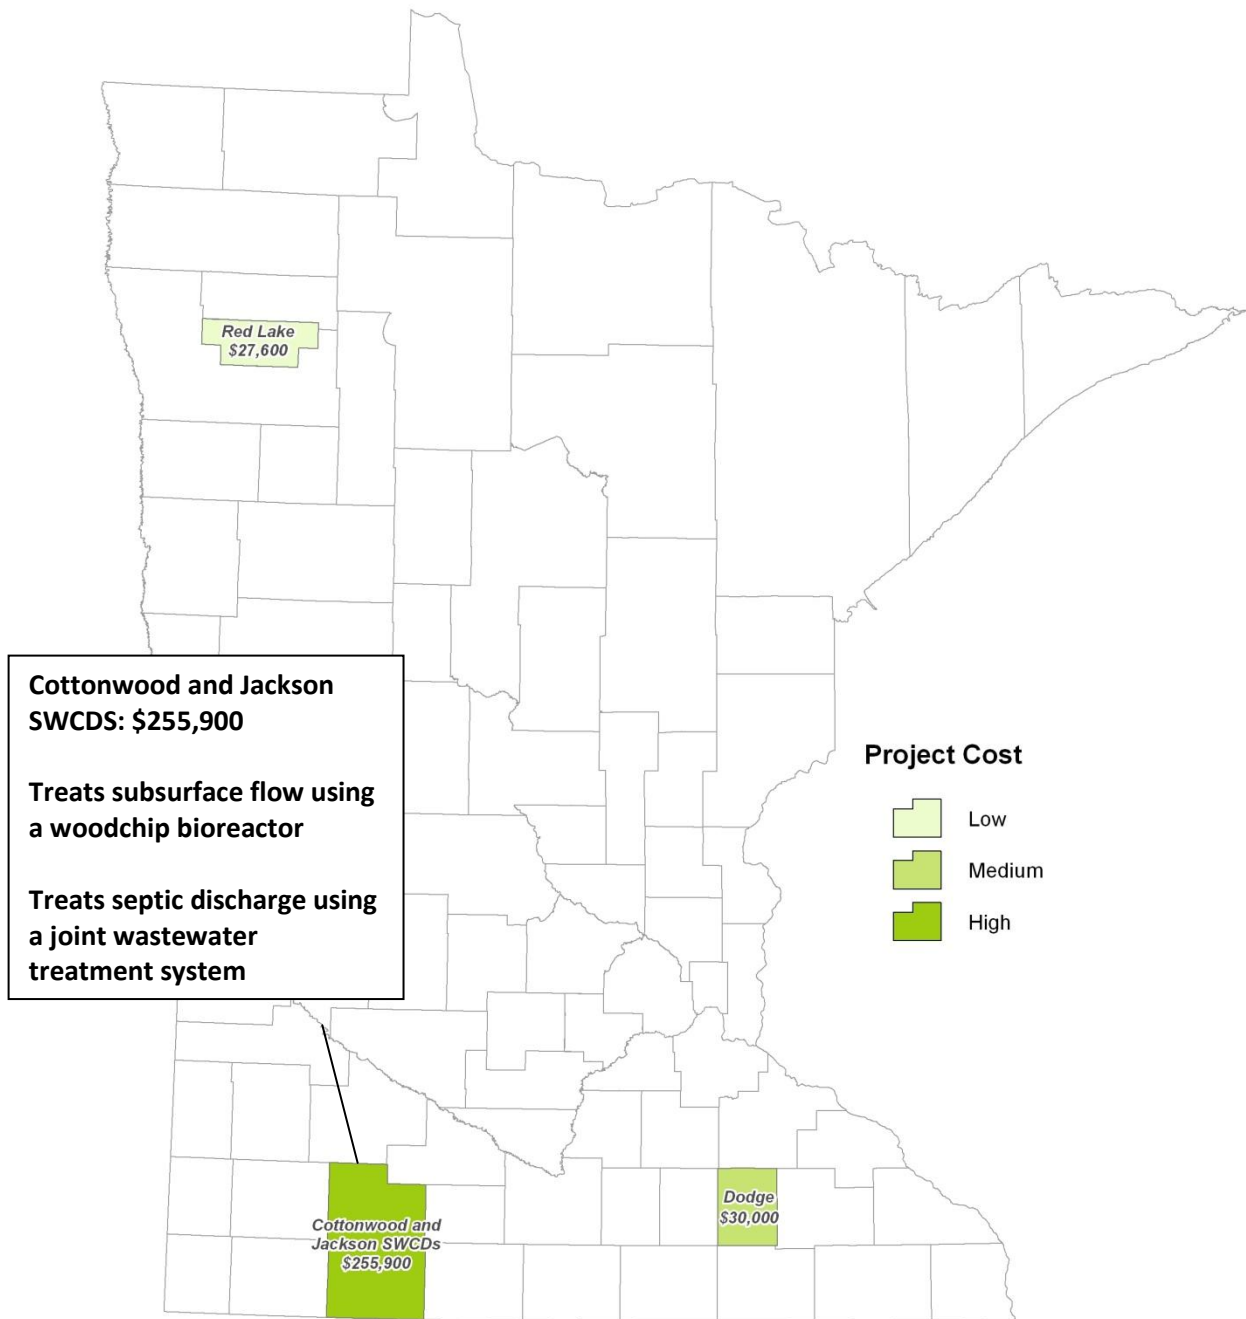 Red Lake
$27,600
Cottonwood and Jackson
SWCDS: $255,900
Treats subsurface flow using
a woodchip bioreactor
Treats septic discharge using
a joint wastewater
treatment system
Project Cost
Low
Medium
High
Cottonwood and
Jackson SWCDs
$255,900
Dodge
$30,000